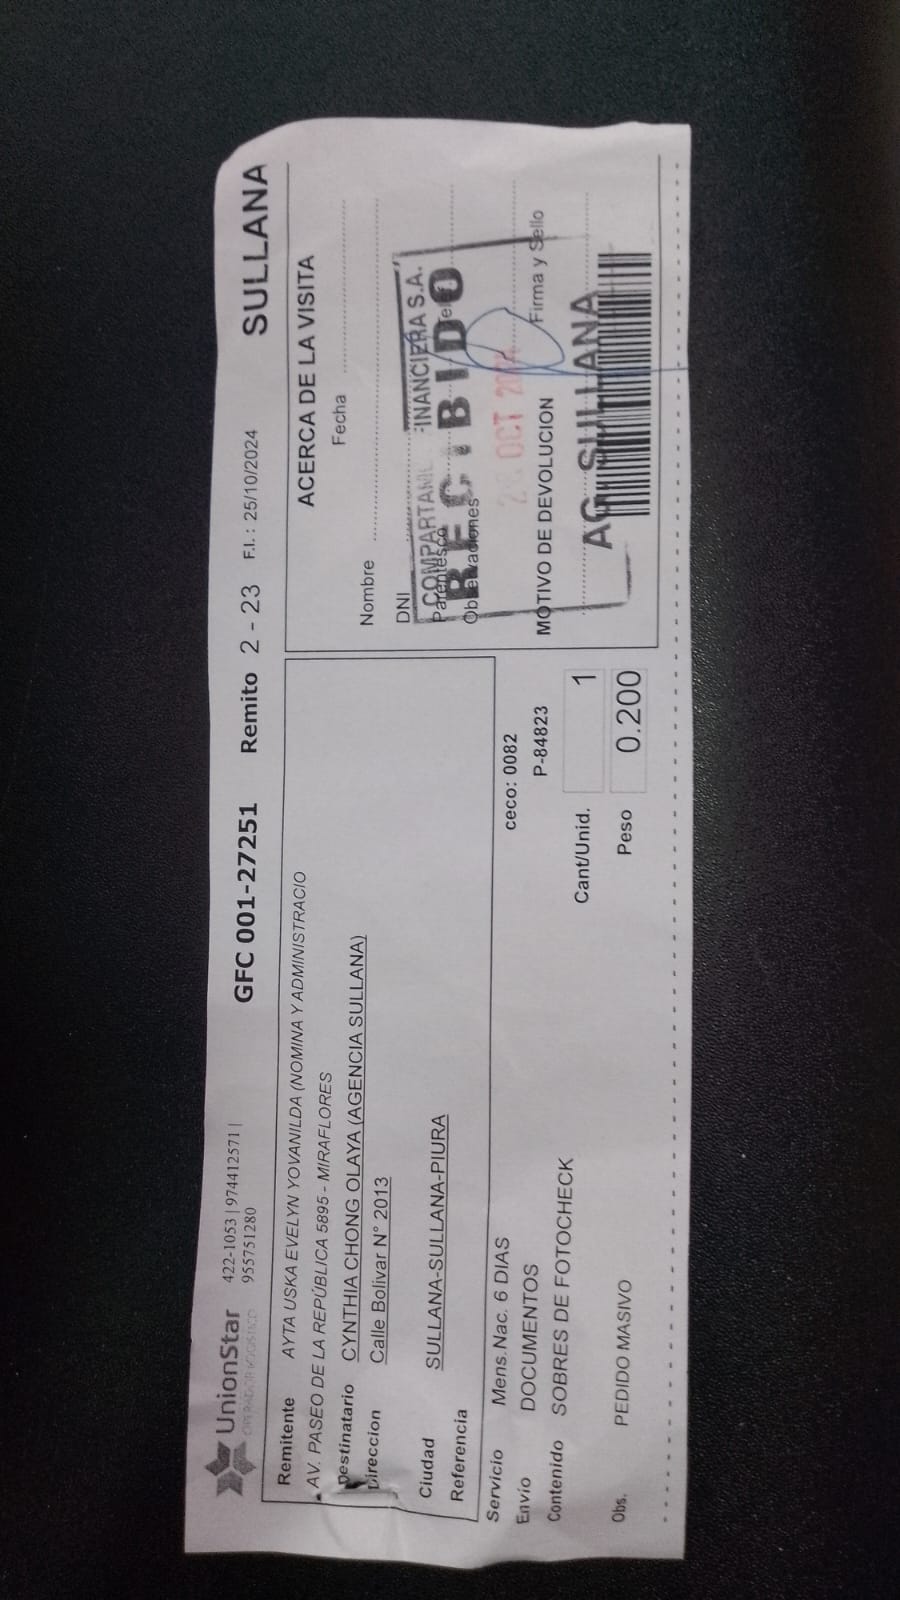 UnionStar
OPERADOR LOGISTICO
422-1053 | 974412571 |
955751280
GFC 001-27251
Remito 2 - 23
F.I.: 25/10/2024
SULLANA
Remitente AYTA USKA EVELYN YOVANILDA (NOMINA Y ADMINISTRACIO
AV. PASEO DE LA REPÚBLICA 5895 - MIRAFLORES
Destinatario CYNTHIA CHONG OLAYA (AGENCIA SULLANA)
Direccion Calle Bolivar N° 2013
Ciudad SULLANA-SULLANA-PIURA
Referencia
Servicio Mens.Nac. 6 DIAS
ceco: 0082
Envío DOCUMENTOS
P-84823
Contenido SOBRES DE FOTOCHECK
Cant/Unid. 1
Peso 0.200
Obs. PEDIDO MASIVO
ACERCA DE LA VISITA
Fecha
Nombre
DNI
Parentesco
Observaciones
MOTIVO DE DEVOLUCION
Firma y Sello
FINANCIERA S.A.
RECIBIDO
OCT
AG. SULLANA